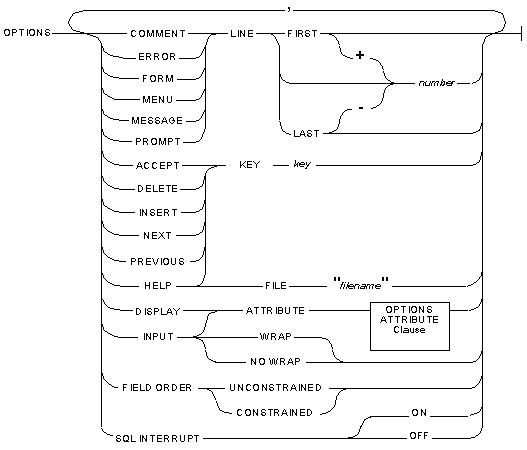 ,
OPTIONS COMMENT LINE FIRST
ERROR +
FORM
MENU number
MESSAGE -
PROMPT LAST
ACCEPT KEY key
DELETE
INSERT
NEXT
PREVIOUS
HELP FILE "filename"
DISPLAY ATTRIBUTE OPTIONS
ATTRIBUTE
Clause
INPUT WRAP
NO WRAP
FIELD ORDER UNCONSTRAINED
CONSTRAINED
ON
SQL INTERRUPT OFF